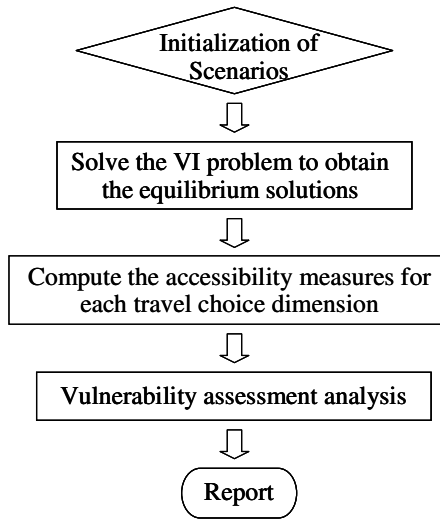 Initialization of
Scenarios
Solve the VI problem to obtain
the equilibrium solutions
Compute the accessibility measures for
each travel choice dimension
Vulnerability assessment analysis
Report